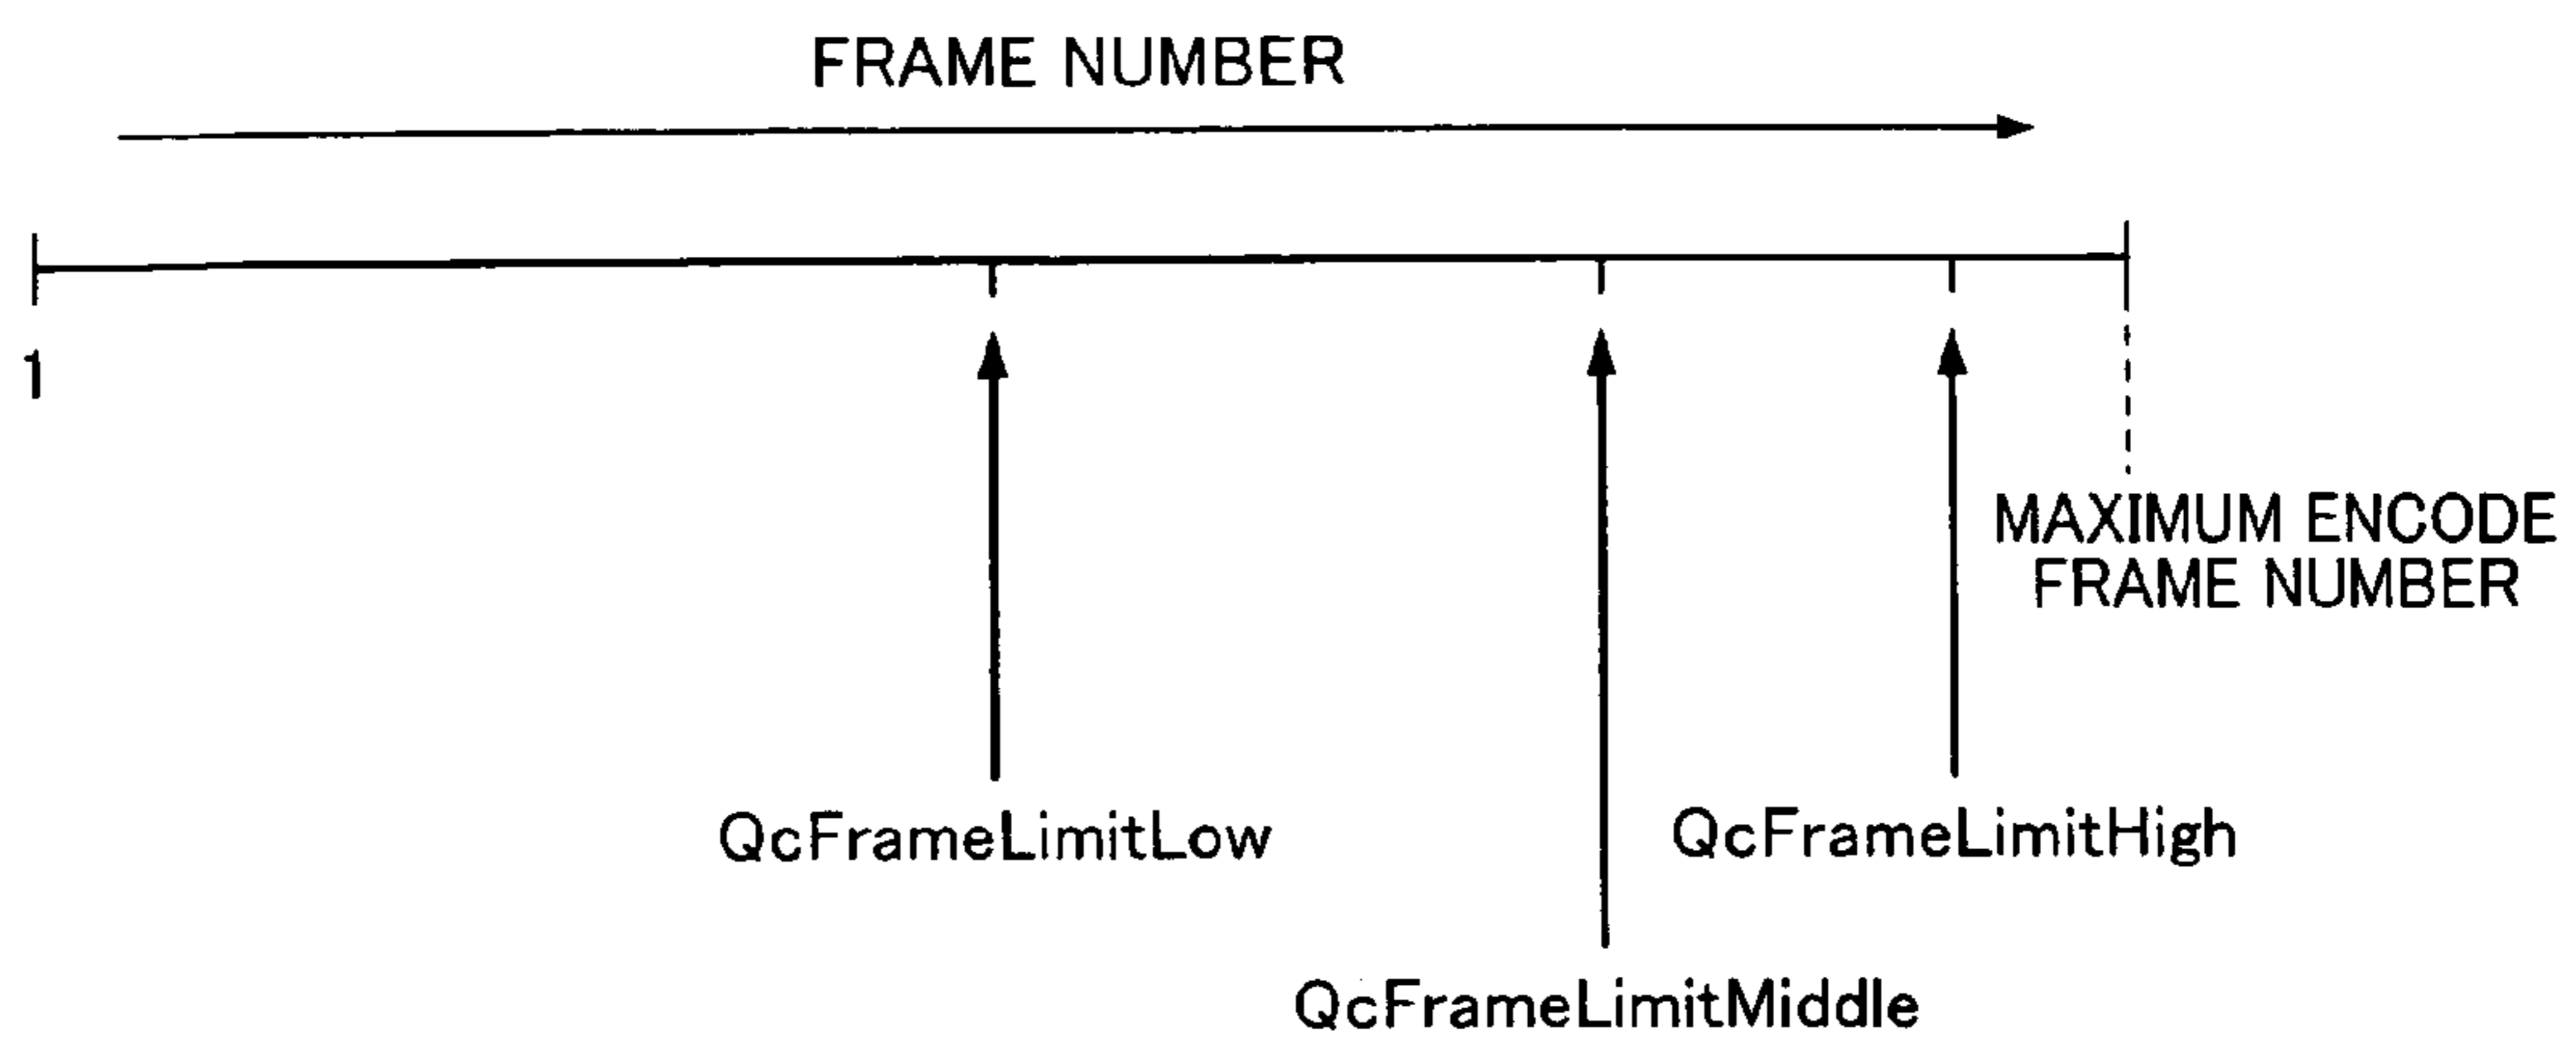 FRAME NUMBER
1
MAXIMUM ENCODE
FRAME NUMBER
QcFrameLimitLow
QcFrameLimitHigh
QcFrameLimitMiddle